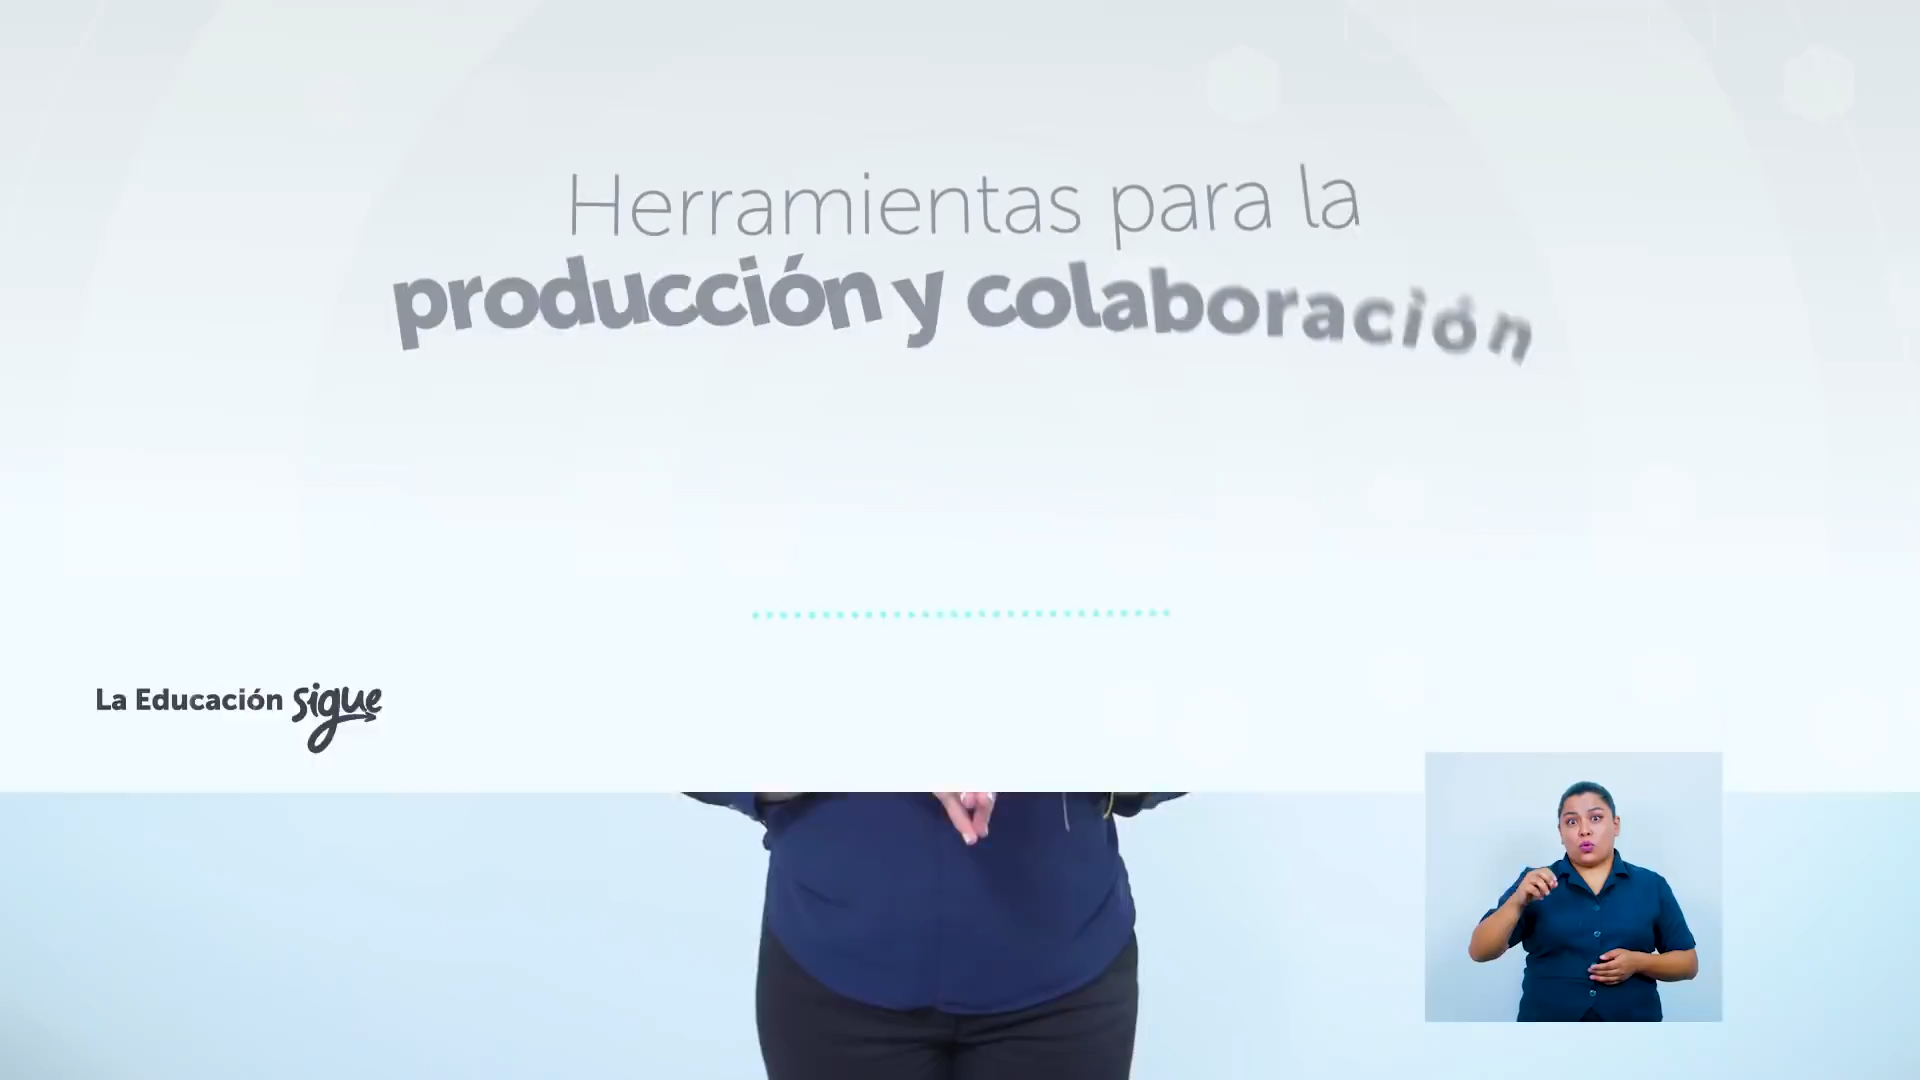 Herramientas para la
producción y colaboración
La Educación sigue